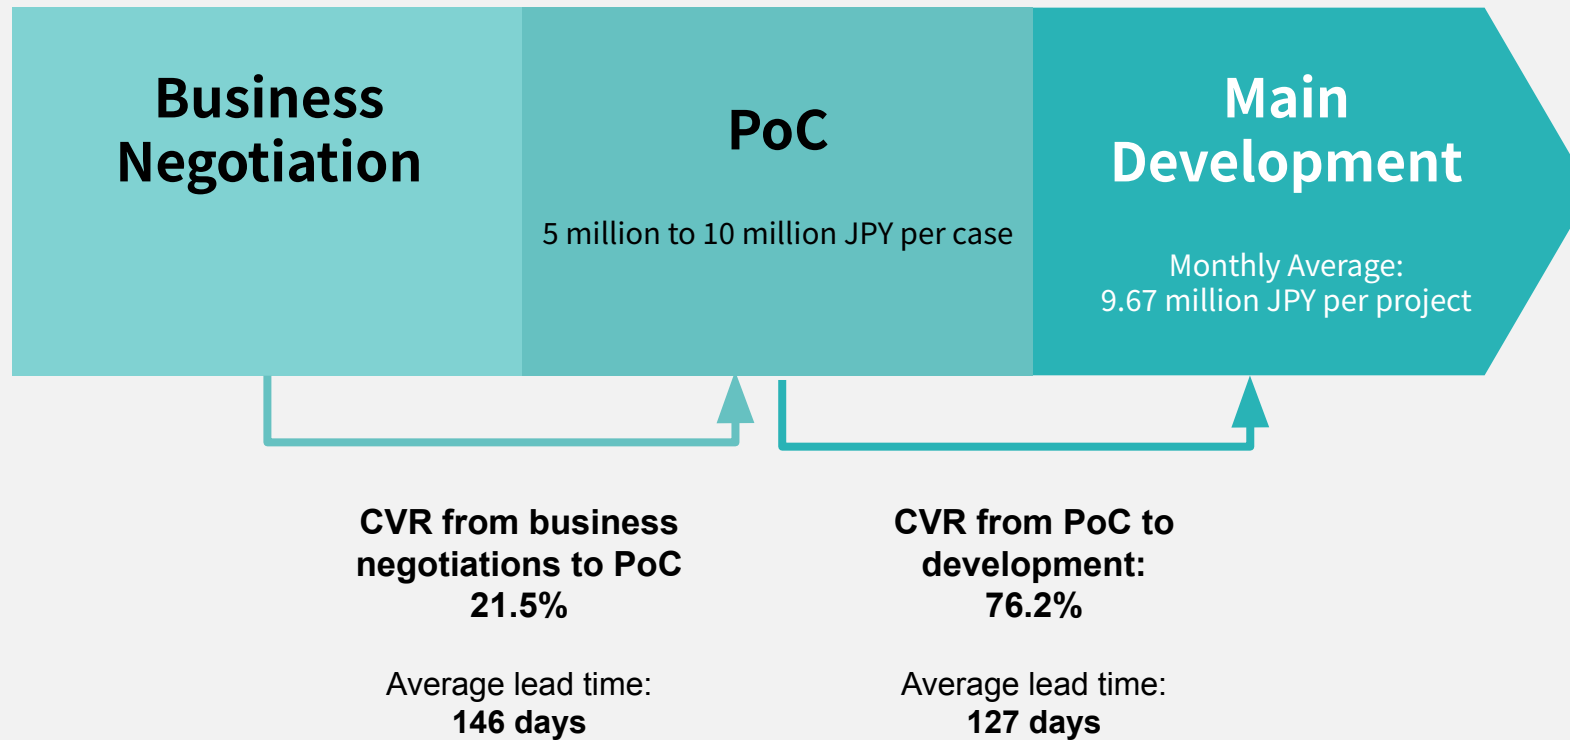 Business
Negotiation
PoC
5 million to 10 million JPY per case
Main
Development
Monthly Average:
9.67 million JPY per project
CVR from business
negotiations to PoC
21.5%
Average lead time:
146 days
CVR from PoC to
development:
76.2%
Average lead time:
127 days